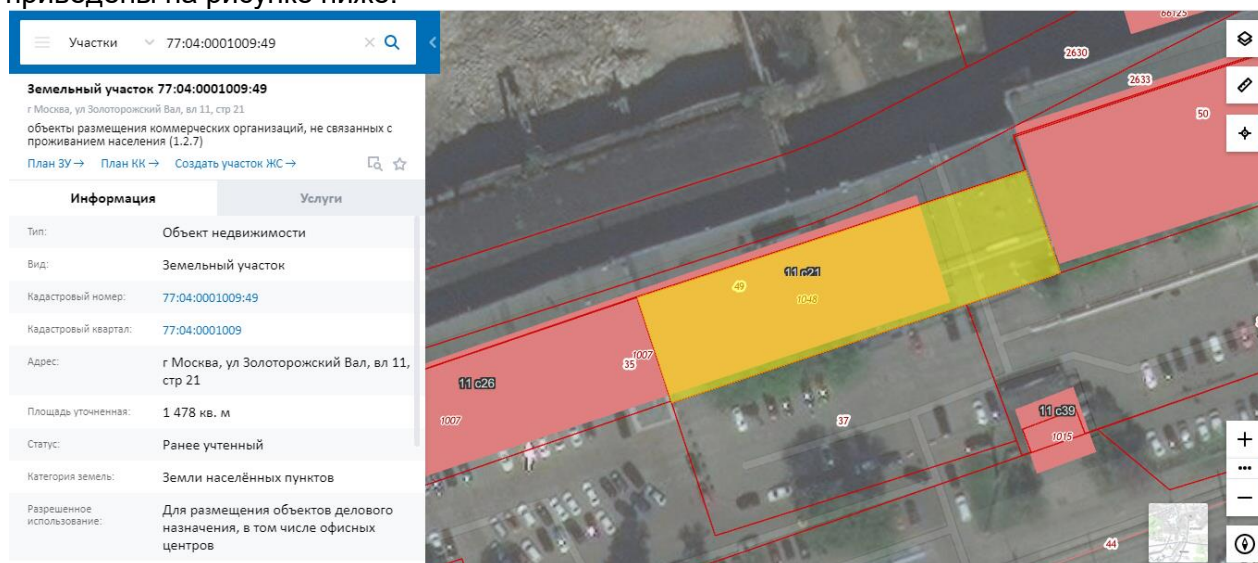 приведены на рисунке ниже.
Участки 77:04:0001009:49
Земельный участок 77:04:0001009:49
г Москва, ул Золоторожский Вал, вл 11, стр 21
объекты размещения коммерческих организаций, не связанных с
проживанием населения (1.2.7)
План ЗУ → План КК → Создать участок ЖС →
Информация Услуги
Тип: Объект недвижимости
Вид: Земельный участок
Кадастровый номер: 77:04:0001009:49
Кадастровый квартал: 77:04:0001009
Адрес: г Москва, ул Золоторожский Вал, вл 11,
стр 21
Площадь уточненная: 1 478 кв. м
Статус: Ранее учтенный
Категория земель: Земли населённых пунктов
Разрешенное
использование:
Для размещения объектов делового
назначения, в том числе офисных
центров
66125
2630
2633
50
11 с21
49
1048
1007
35
11 с26
1007
37
11 с39
1015
44